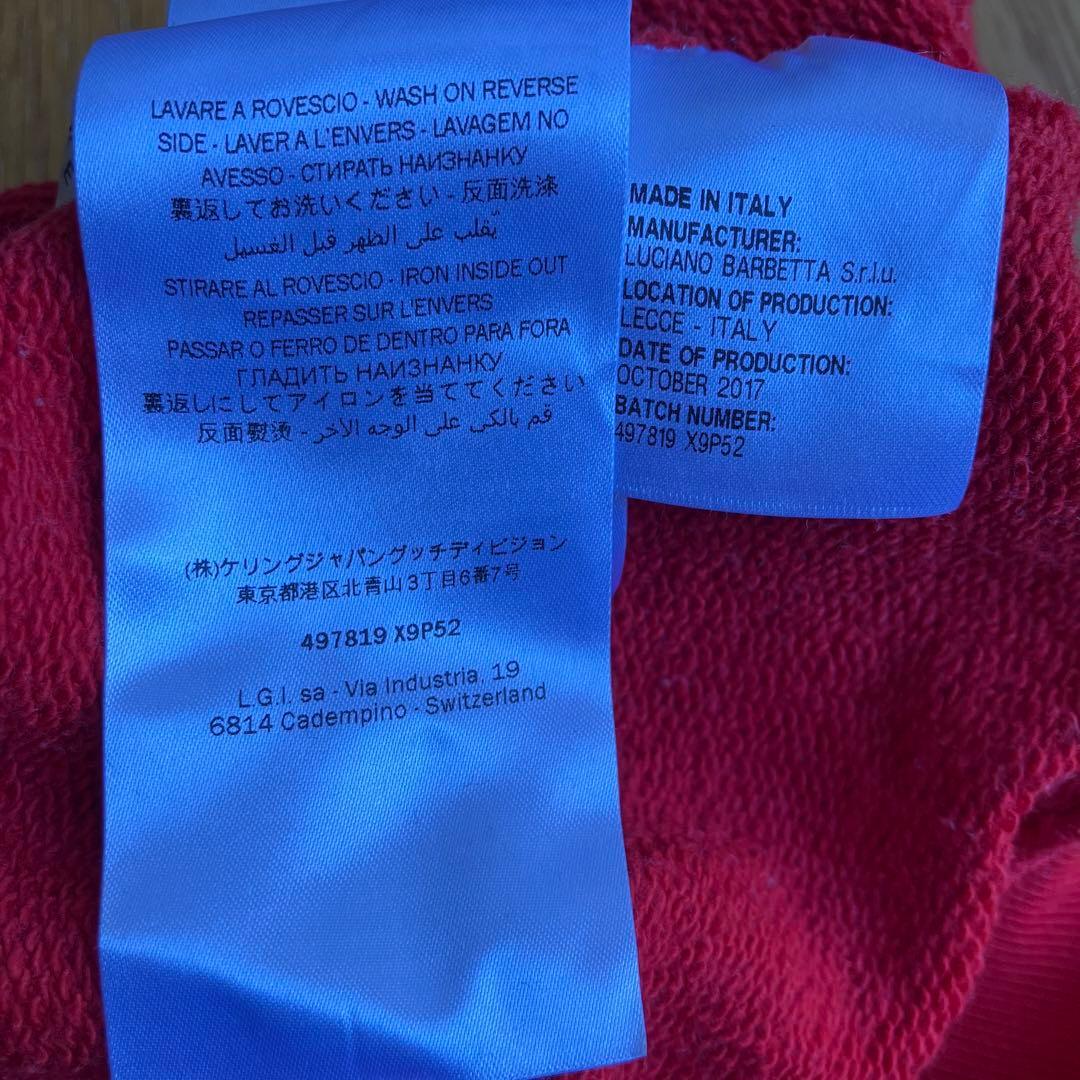 LAVARE A ROVESCIO - WASH ON REVERSE
SIDE - LAVER A L'ENVERS - LAVAGEM NO
AVESSO - СТИРАТЬ НАИЗНАНКУ
裏返してお洗いください - 反面洗涤
يُقلب على الظهر قبل الغسيل
STIRARE AL ROVESCIO - IRON INSIDE OUT
REPASSER SUR L'ENVERS
PASSAR O FERRO DE DENTRO PARA FORA
ГЛАДИТЬ НАИЗНАНКУ
裏返しにしてアイロンを当ててください
反面熨烫 - قم بالكي على الوجه الآخر
(株)ケリングジャパングッチディビジョン
東京都港区北青山3丁目6番7号
497819 X9P52
L.G.I. sa - Via Industria, 19
6814 Cadempino - Switzerland
MADE IN ITALY
MANUFACTURER:
LUCIANO BARBETTA S.r.l.u.
LOCATION OF PRODUCTION:
LECCE - ITALY
DATE OF PRODUCTION:
OCTOBER 2017
BATCH NUMBER:
497819 X9P52